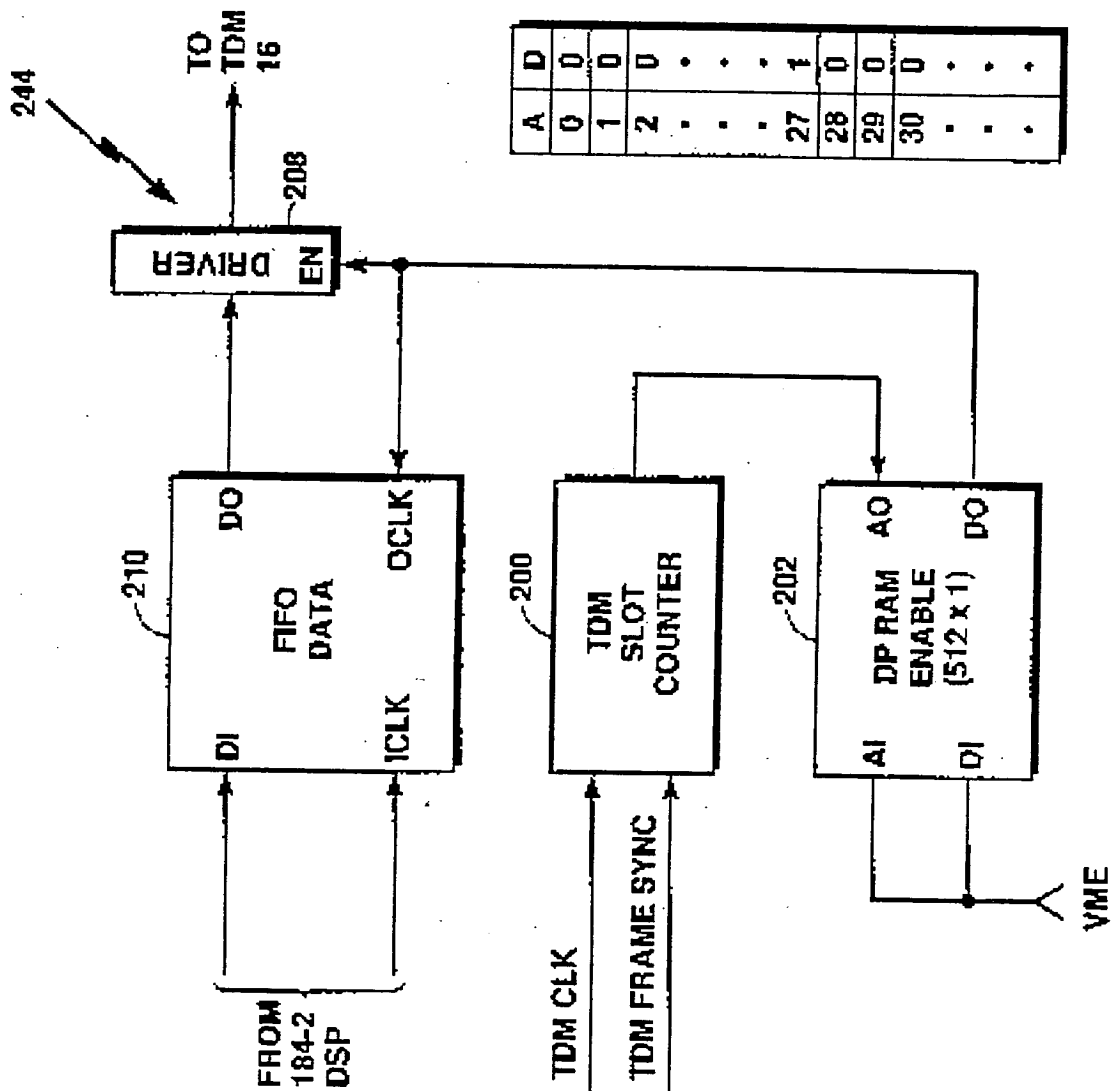 244
TO
TDM
16
DRIVER
EN
208
210
DI
DO
FIFO
DATA
ICLK
OCLK
FROM
184-2
DSP
200
TDM
SLOT
COUNTER
TDM CLK
TDM FRAME SYNC
202
AI
AO
DP RAM
ENABLE
(512 x 1)
DI
DO
VME
A D
0 0
1 0
2 0
27 1
28 0
29 0
30 0